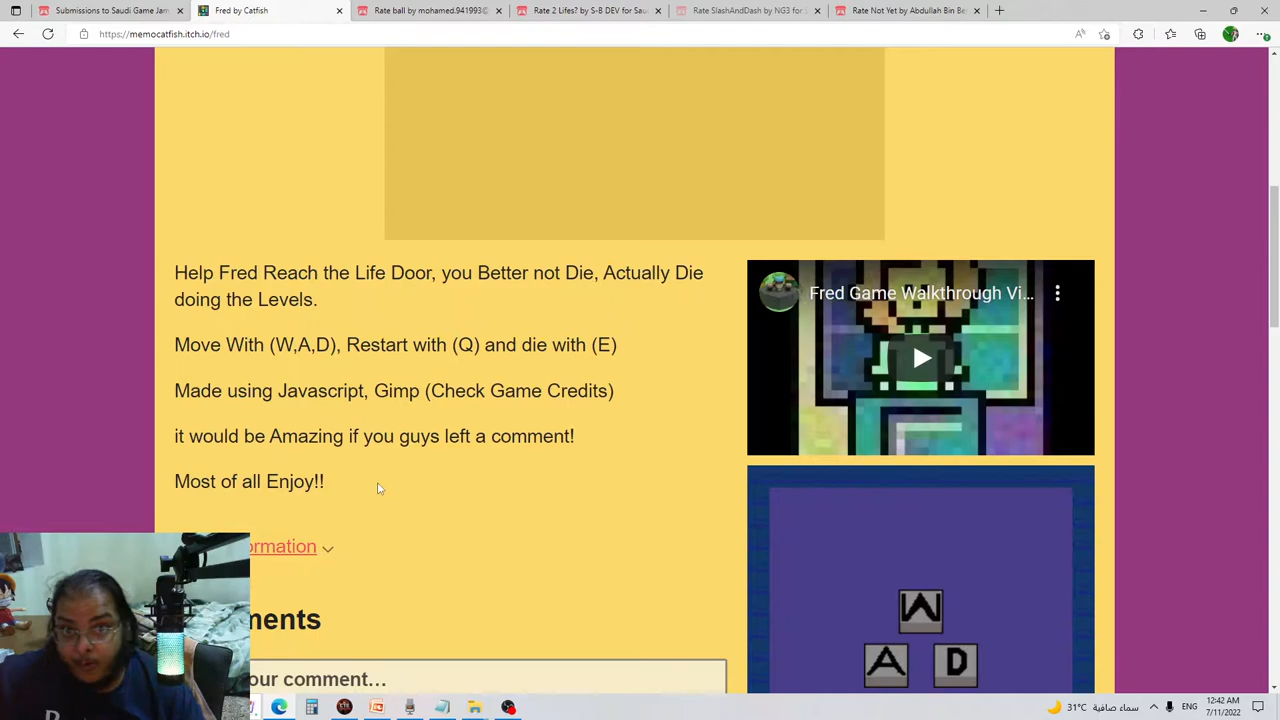 Submissions to Saudi Game Jam
Fred by Catfish
Rate ball by mohamed.941993@
Rate 2 Lifes? by S-B DEV for Sau
Rate SlashAndDash by NG3 for
Rate Not Yet by Abdullah Bin Be
https://memocatfish.itch.io/fred
Help Fred Reach the Life Door, you Better not Die, Actually Die
doing the Levels.
Fred Game Walkthrough Vi...
Move With (W,A,D), Restart with (Q) and die with (E)
Made using Javascript, Gimp (Check Game Credits)
it would be Amazing if you guys left a comment!
Most of all Enjoy!!
ormation
W
A D
ments
our comment...
31°C سماء صافية
ENG
12:42 AM
7/11/2022